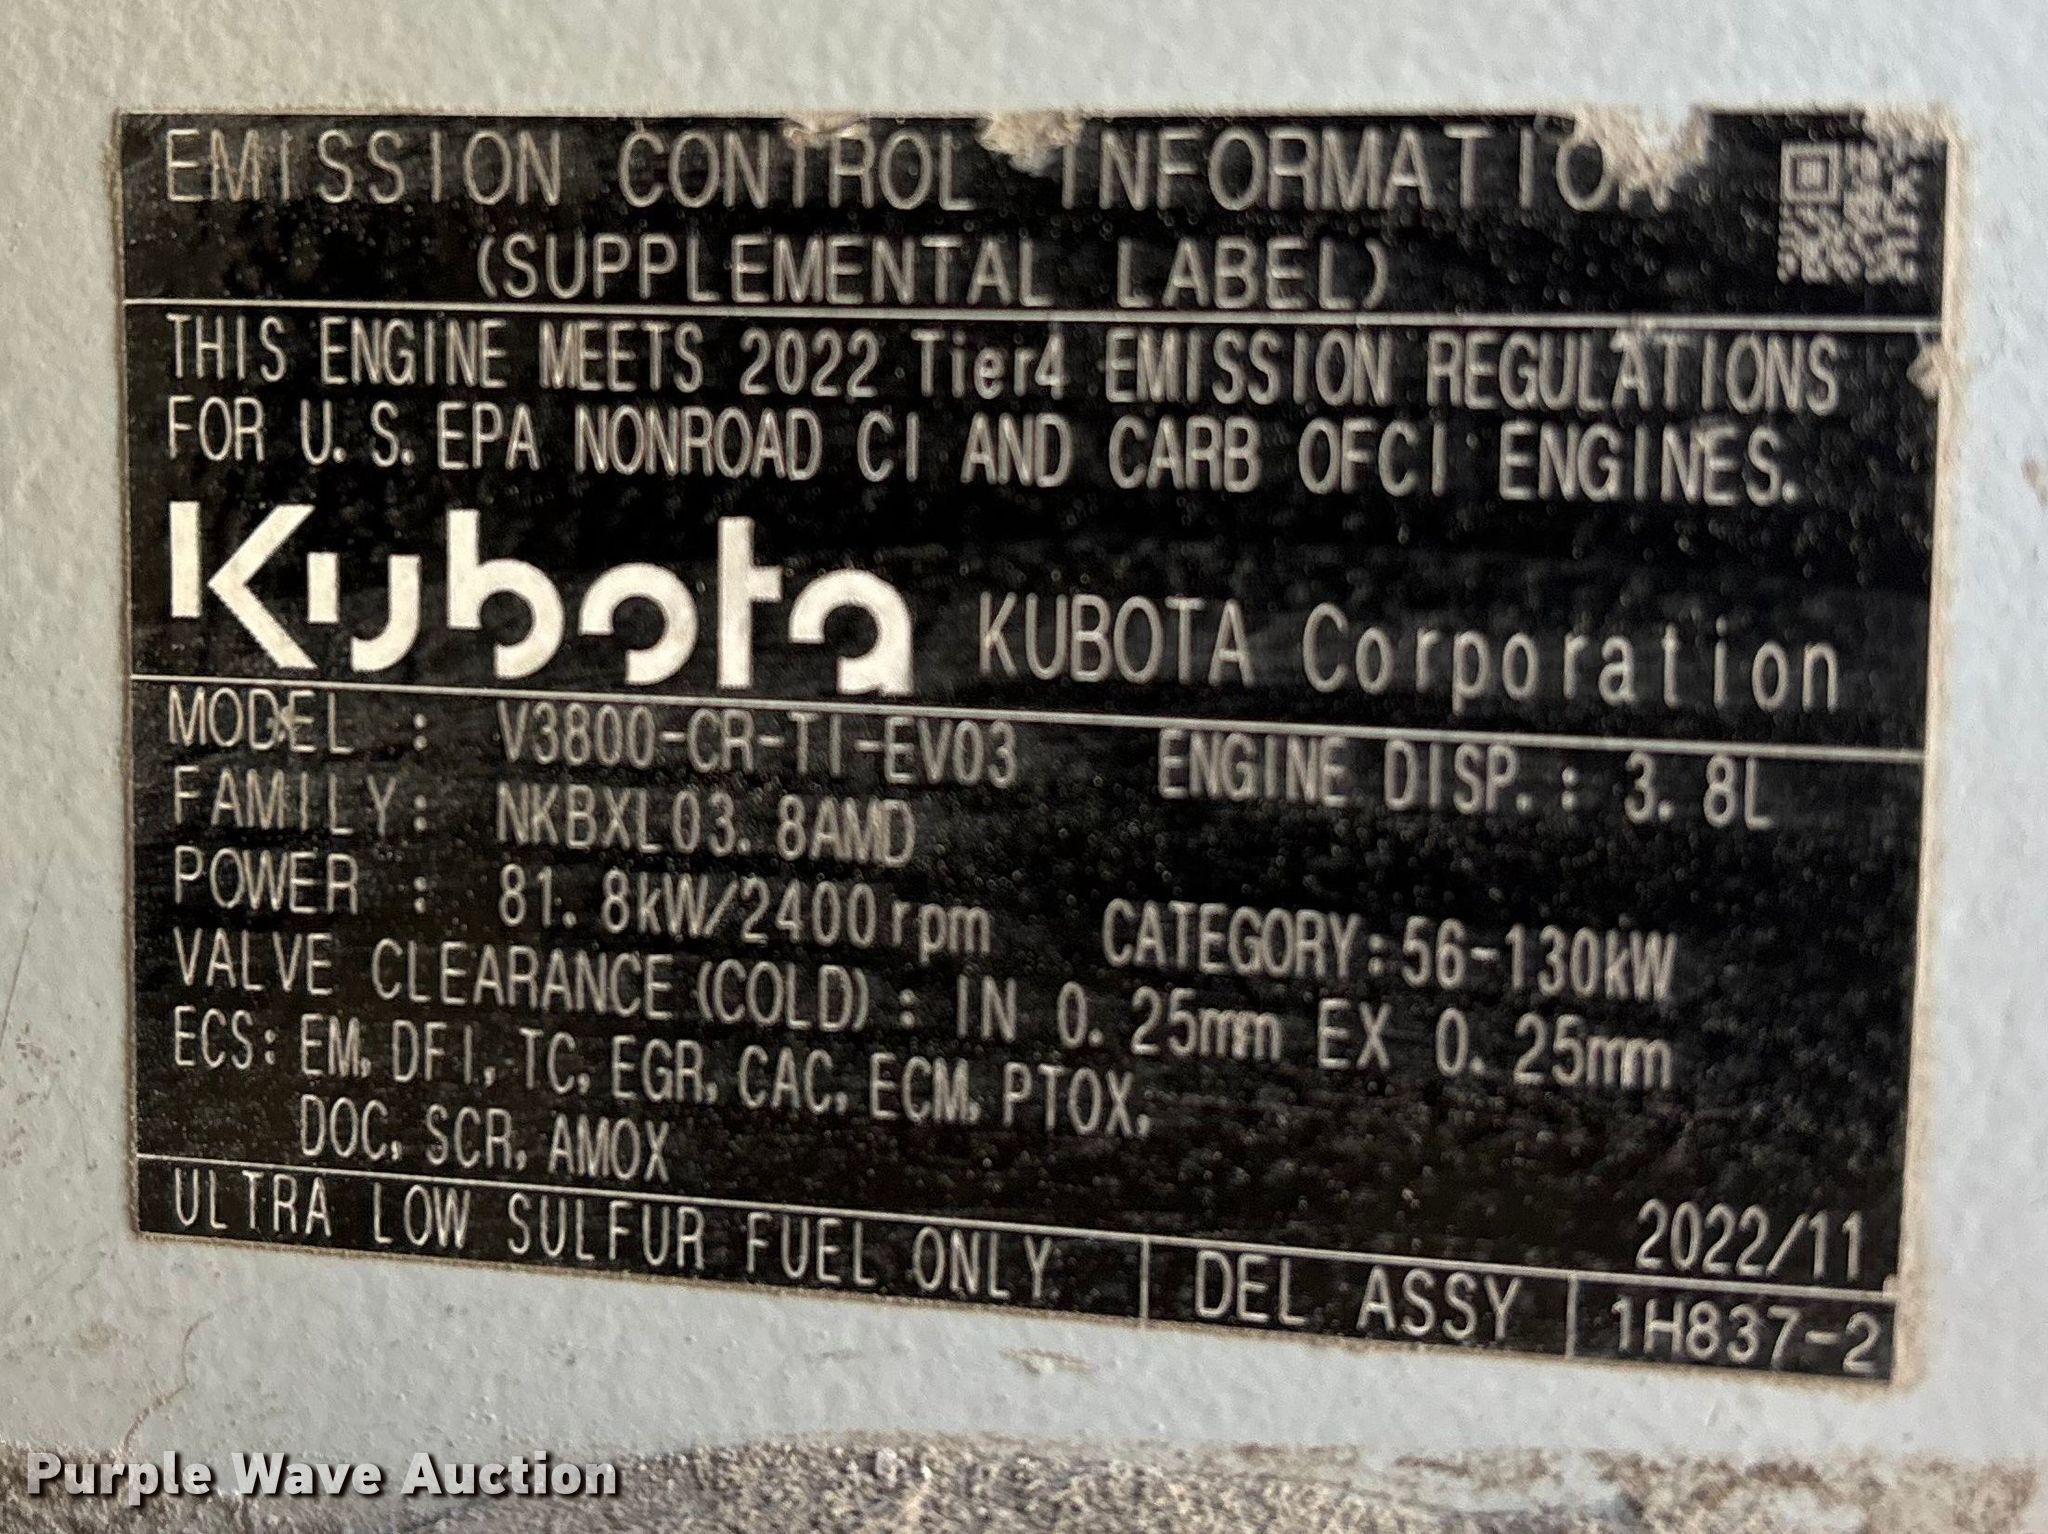 EMISSION CONTROL INFORMATION
(SUPPLEMENTAL LABEL)
THIS ENGINE MEETS 2022 Tier4 EMISSION REGULATIONS
FOR U.S. EPA NONROAD CI AND CARB OFCI ENGINES.
Kubota KUBOTA Corporation
MODEL : V3800-CR-TI-EV03 ENGINE DISP.: 3.8L
FAMILY: NKBXL03.8AMD
POWER : 81.8kW/2400rpm CATEGORY:56-130kW
VALVE CLEARANCE(COLD): IN 0.25mm EX 0.25mm
ECS: EM, DFI, TC, EGR, CAC, ECM, PTOX,
DOC, SCR, AMOX
2022/11
ULTRA LOW SULFUR FUEL ONLY DEL ASSY 1H837-2
Purple Wave Auction